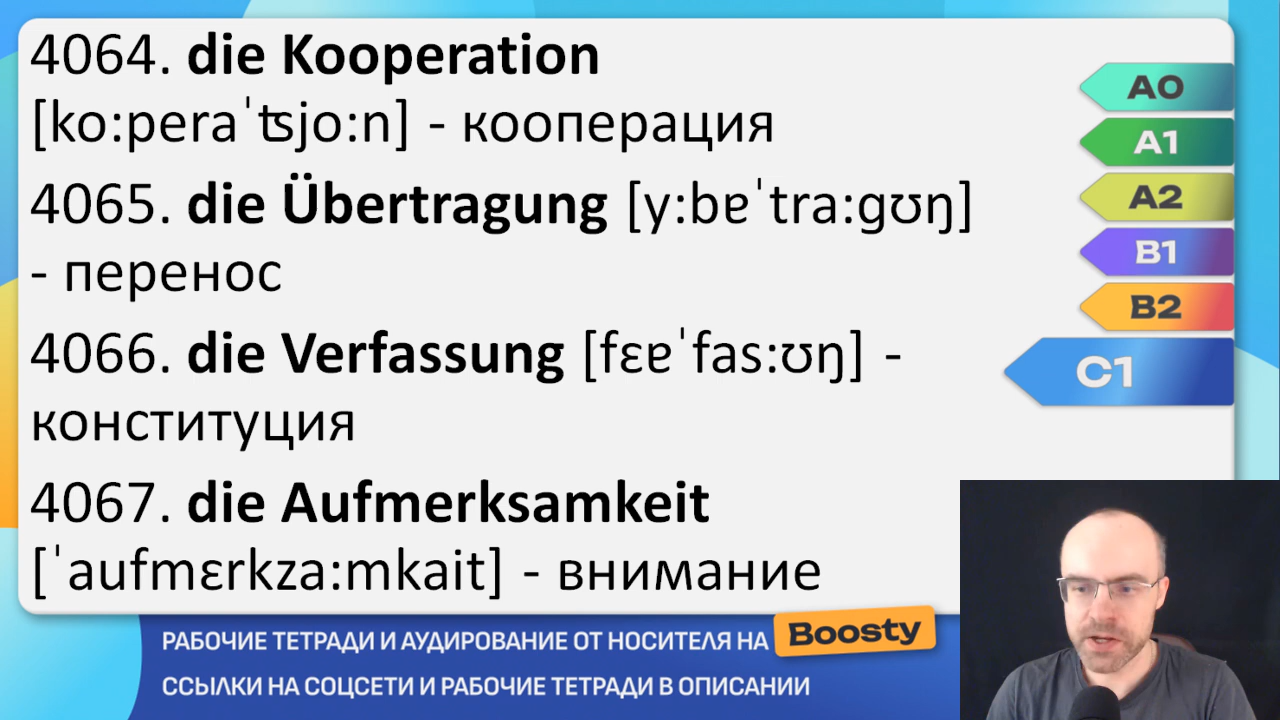 4064. die Kooperation
[ko:peraˈʦjo:n] - кооперация
4065. die Übertragung [y:bɐˈtra:gʊŋ]
- перенос
4066. die Verfassung [fɛɐˈfas:ʊŋ] -
конституция
4067. die Aufmerksamkeit
[ˈaufmɛrkza:mkait] - внимание
A0
A1
A2
B1
B2
C1
РАБОЧИЕ ТЕТРАДИ И АУДИРОВАНИЕ ОТ НОСИТЕЛЯ НА Boosty
ССЫЛКИ НА СОЦСЕТИ И РАБОЧИЕ ТЕТРАДИ В ОПИСАНИИ